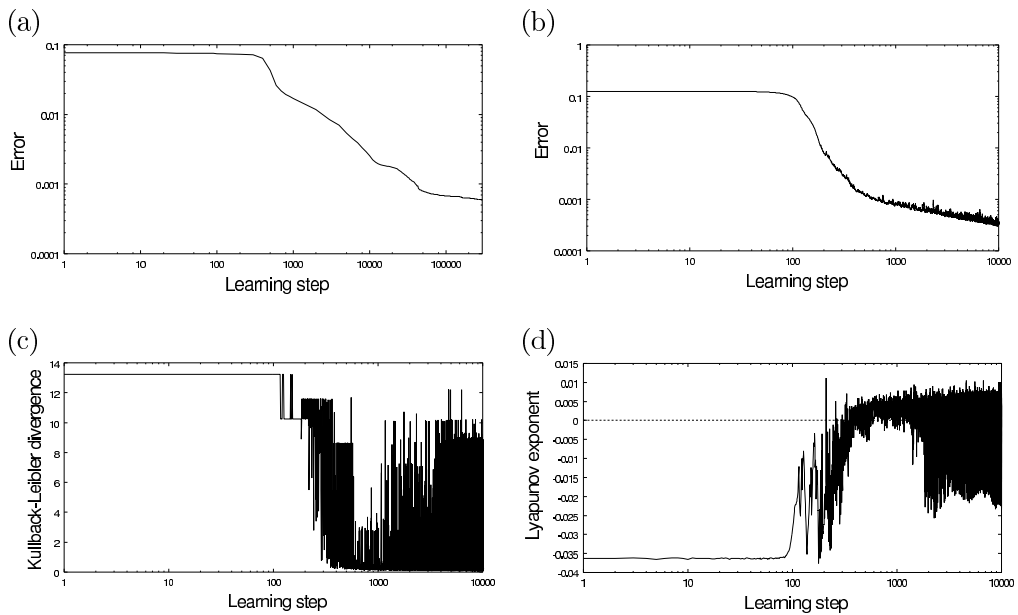 (a)
0.1
0.01
0.001
0.0001
Error
1 10 100 1000 10000 100000
Learning step
(b)
1
0.1
0.01
0.001
0.0001
Error
1 10 100 1000 10000
Learning step
(c)
14
12
10
8
6
4
2
0
Kullback-Leibler divergence
1 10 100 1000 10000
Learning step
(d)
0.015
0.01
0.005
0
-0.005
-0.01
-0.015
-0.02
-0.025
-0.03
-0.035
-0.04
Lyapunov exponent
1 10 100 1000 10000
Learning step